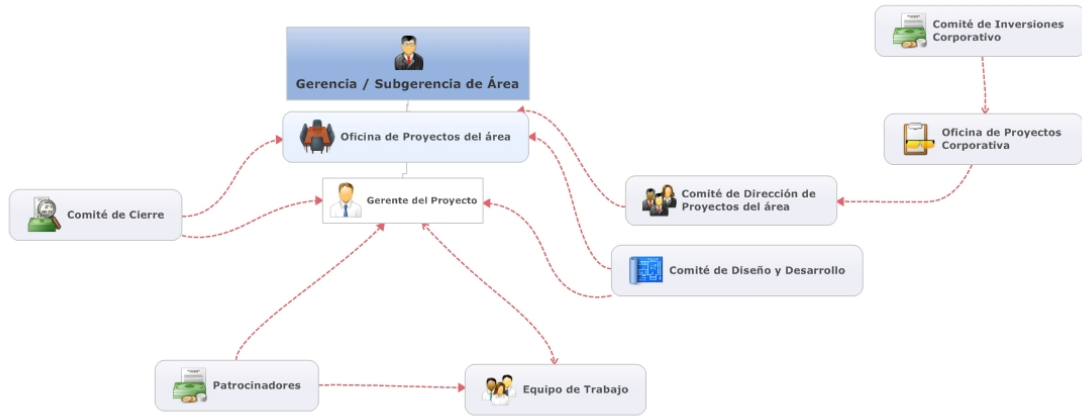 Comité de Inversiones
Corporativo
Gerencia / Subgerencia de Área
Oficina de Proyectos del área
Oficina de Proyectos
Corporativa
Comité de Dirección de
Proyectos del área
Gerente del Proyecto
Comité de Cierre
Comité de Diseño y Desarrollo
Patrocinadores
Equipo de Trabajo